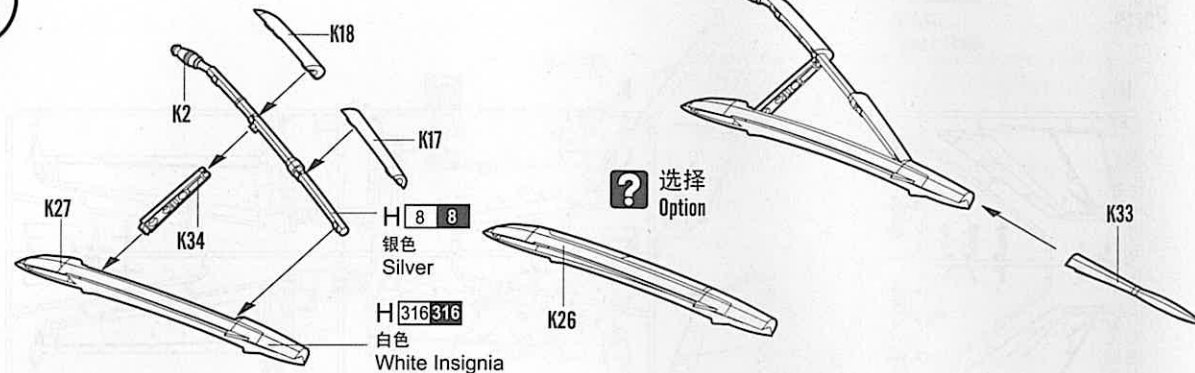 K18
K2
K17
K27
K34
H 8 8
银色
Silver
H 316 316
白色
White Insignia
? 选择
Option
K26
K33